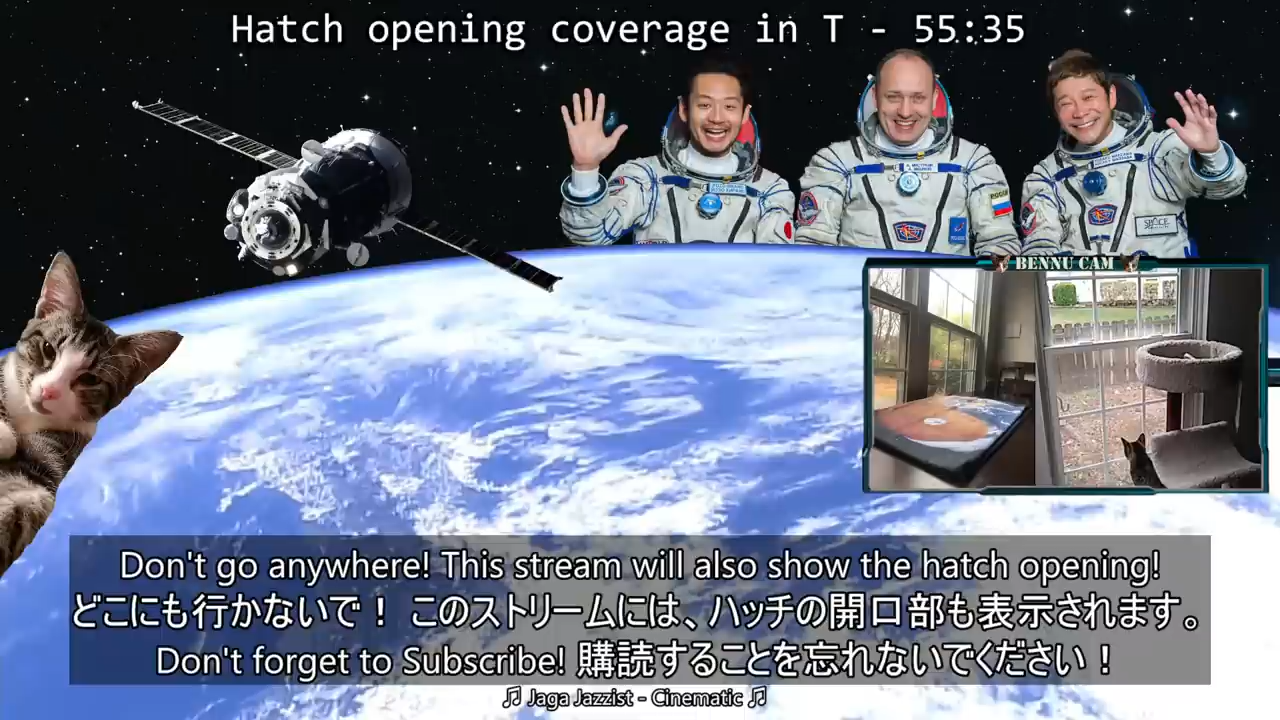 Hatch opening coverage in T - 55:35
BENNU CAM
Don't go anywhere! This stream will also show the hatch opening!
どこにも行かないで！ このストリームには、ハッチの開口部も表示されます。
Don't forget to Subscribe! 購読することを忘れないでください！
♫ Jaga Jazzist - Cinematic ♫